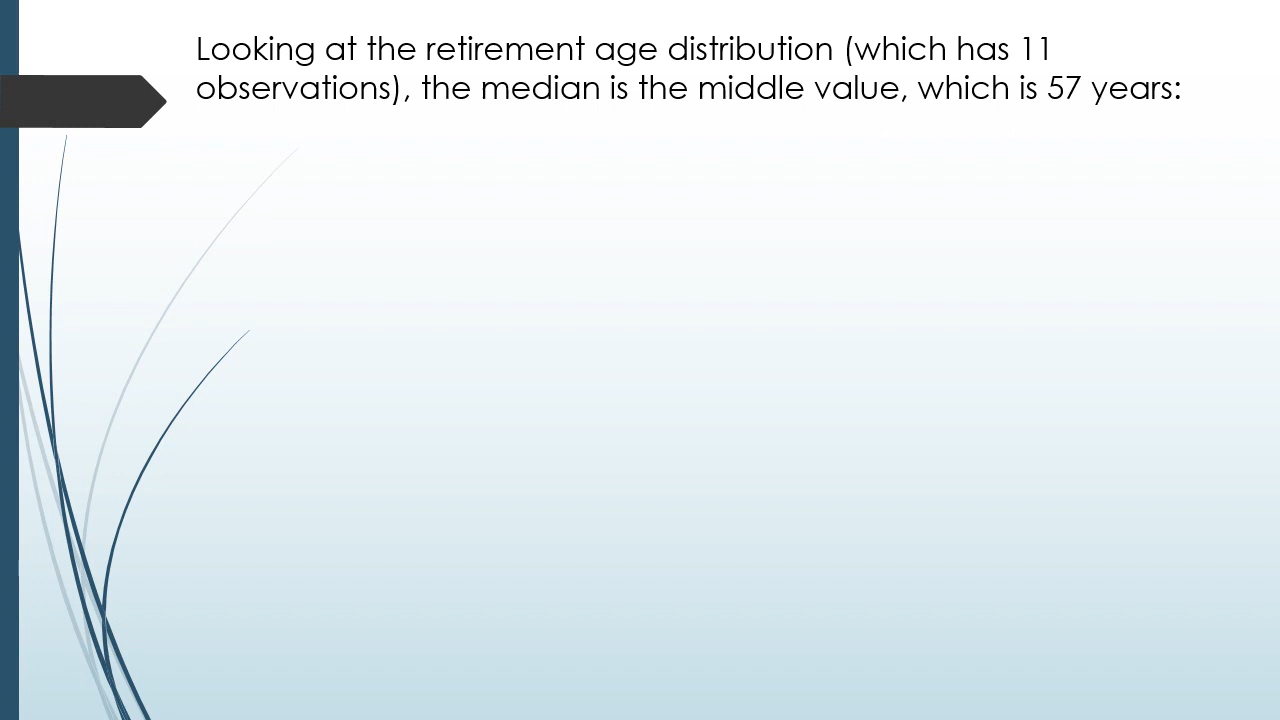 Looking at the retirement age distribution (which has 11
observations), the median is the middle value, which is 57 years: